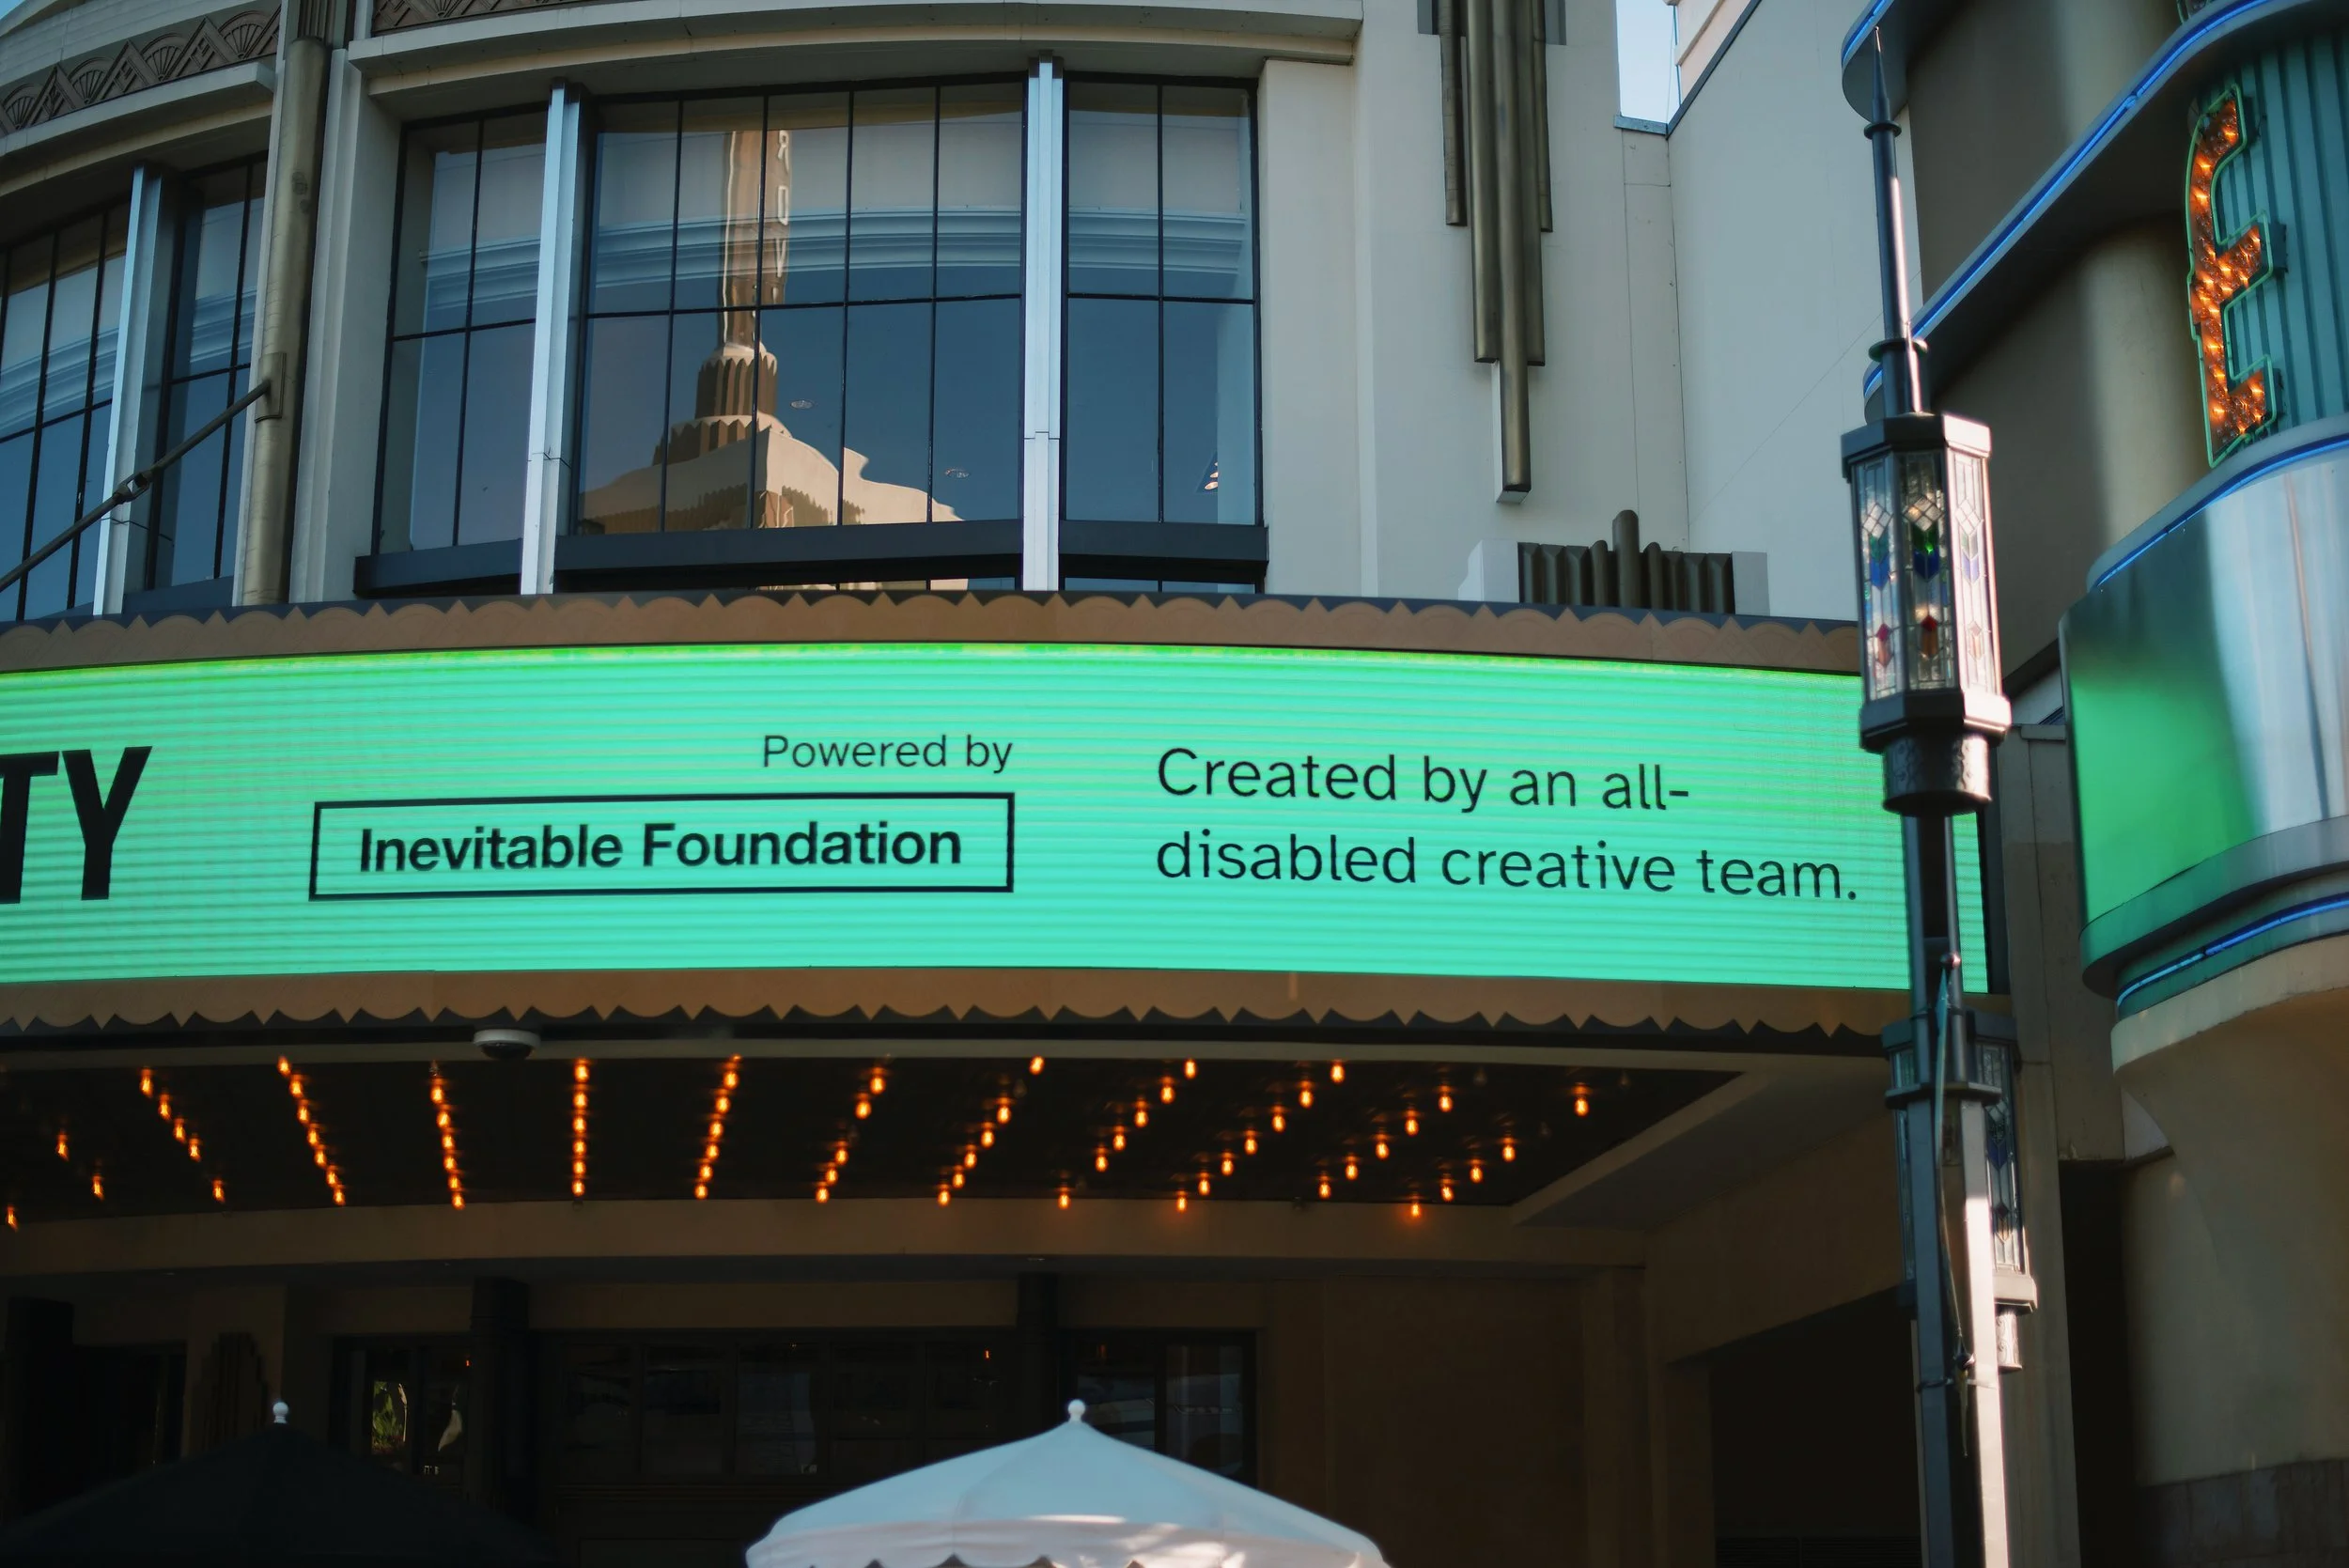 TY
Powered by
Inevitable Foundation
Created by an all-
disabled creative team.
E